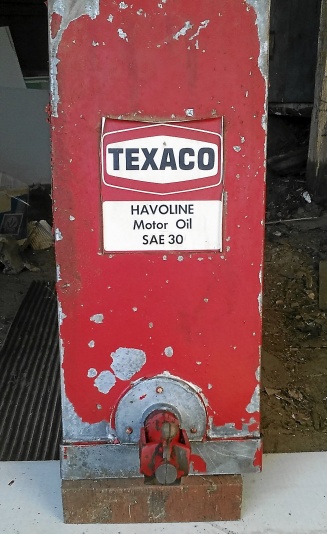 TEXACO
HAVOLINE
Motor Oil
SAE 30